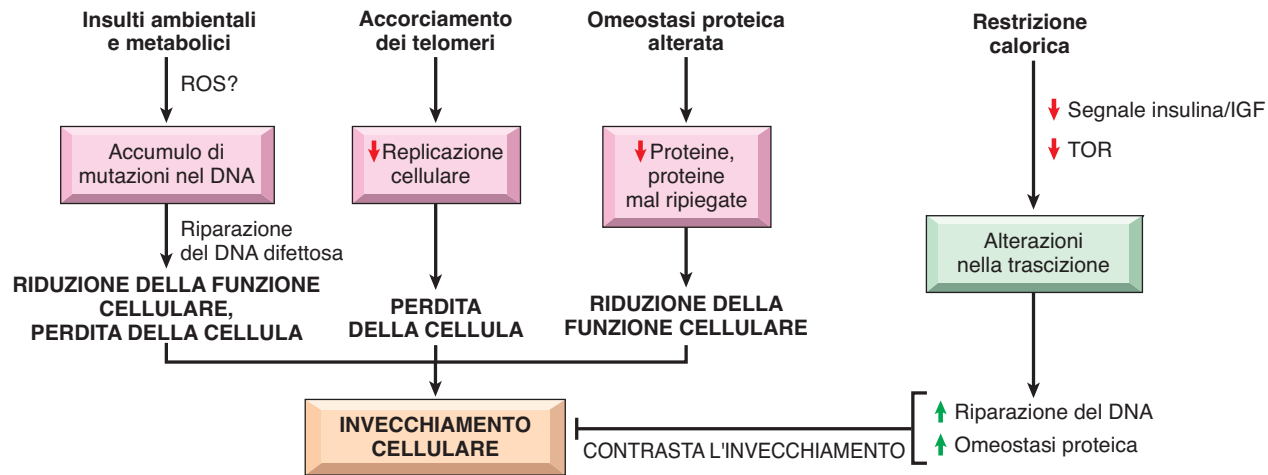 Insulti ambientali
e metabolici
ROS?
Accumulo di
mutazioni nel DNA
Riparazione
del DNA difettosa
RIDUZIONE DELLA FUNZIONE
CELLULARE,
PERDITA DELLA CELLULA
Accorciamento
dei telomeri
Replicazione
cellulare
PERDITA
DELLA CELLULA
Omeostasi proteica
alterata
Proteine,
proteine
mal ripiegate
RIDUZIONE DELLA
FUNZIONE CELLULARE
Restrizione
calorica
Segnale insulina/IGF
TOR
Alterazioni
nella trascizione
Riparazione del DNA
Omeostasi proteica
CONTRASTA L'INVECCHIAMENTO
INVECCHIAMENTO
CELLULARE